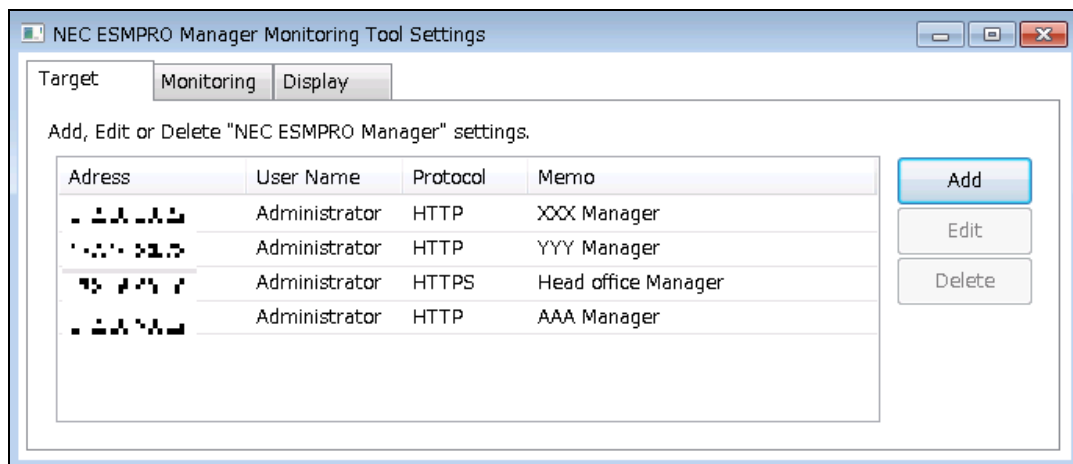 NEC ESMPRO Manager Monitoring Tool Settings
Target Monitoring Display
Add, Edit or Delete "NEC ESMPRO Manager" settings.
Adress User Name Protocol Memo
Add
Administrator HTTP XXX Manager
Edit
Administrator HTTP YYY Manager
Administrator HTTPS Head office Manager
Delete
Administrator HTTP AAA Manager